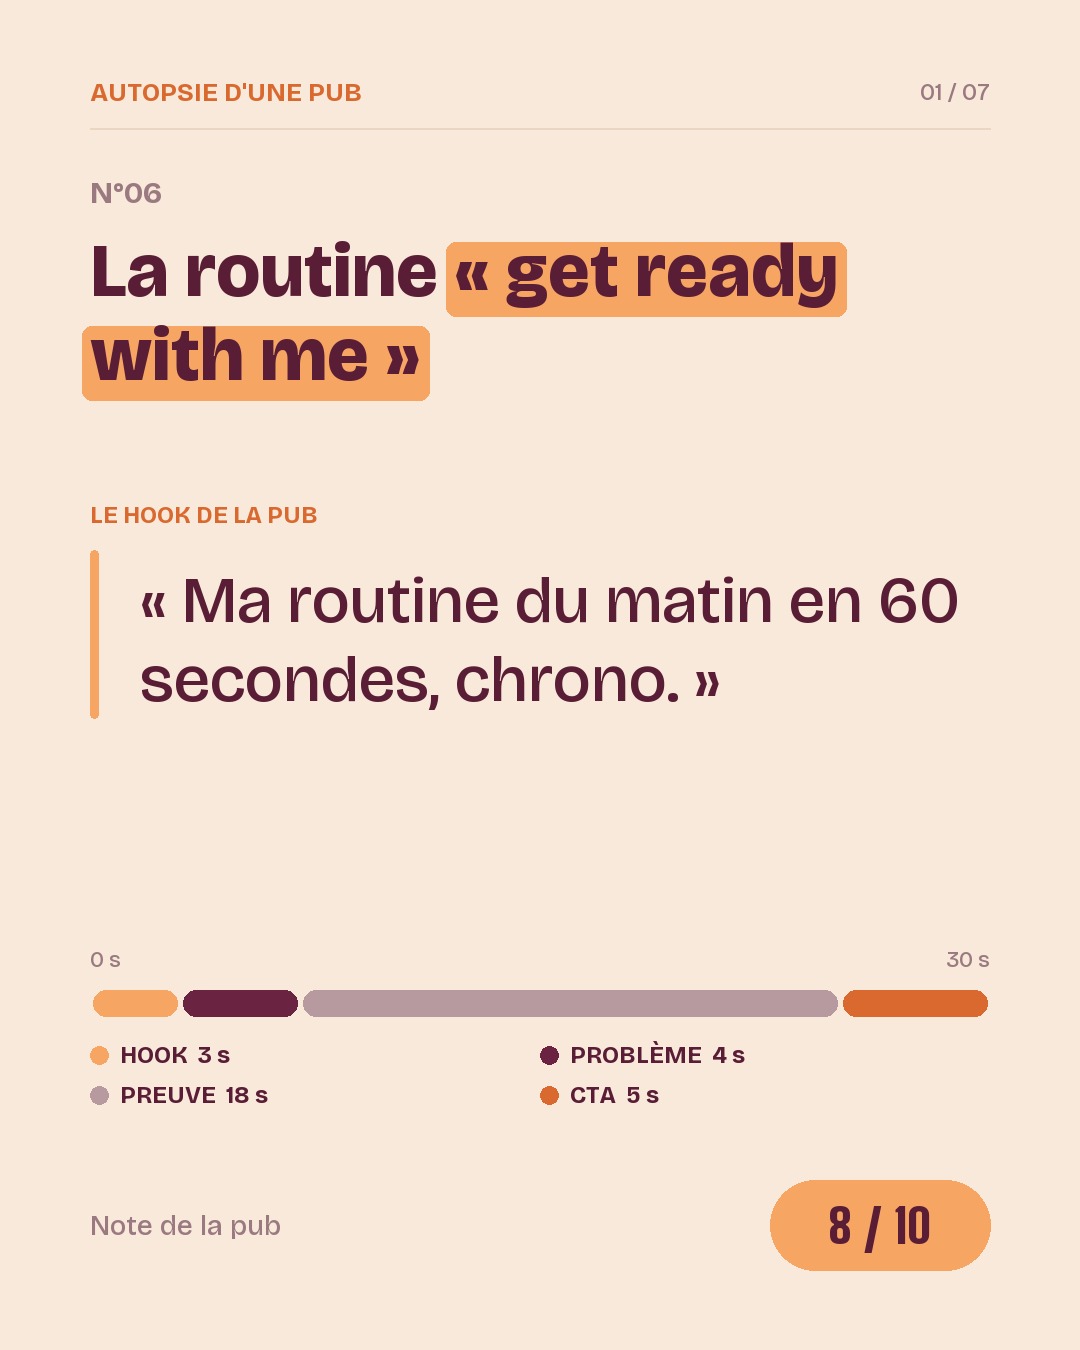 AUTOPSIE D'UNE PUB
01 / 07
N°06
La routine « get ready
with me »
LE HOOK DE LA PUB
« Ma routine du matin en 60
secondes, chrono. »
0 s
30 s
HOOK 3 s
PROBLÈME 4 s
PREUVE 18 s
CTA 5 s
Note de la pub
8 / 10